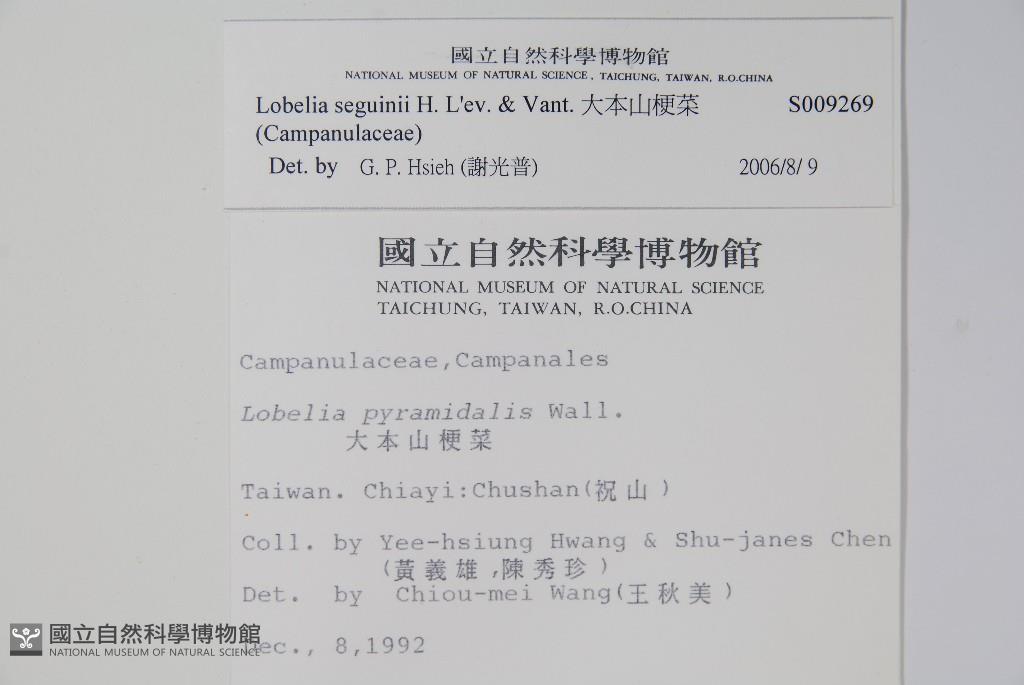 國立自然科學博物館
NATIONAL MUSEUM OF NATURAL SCIENCE, TAICHUNG, TAIWAN, R.O.CHINA
Lobelia seguinii H. L'ev. & Vant. 大本山梗菜 S009269
(Campanulaceae)
Det. by G. P. Hsieh (謝光普) 2006/8/ 9
國立自然科學博物館
NATIONAL MUSEUM OF NATURAL SCIENCE
TAICHUNG, TAIWAN, R.O.CHINA
Campanulaceae,Campanales
Lobelia pyramidalis Wall.
大本山梗菜
Taiwan. Chiayi:Chushan(祝山)
Coll. by Yee-hsiung Hwang & Shu-janes Chen
(黃義雄,陳秀珍)
Det. by Chiou-mei Wang(王秋美)
Dec., 8,1992
國立自然科學博物館
NATIONAL MUSEUM OF NATURAL SCIENCE